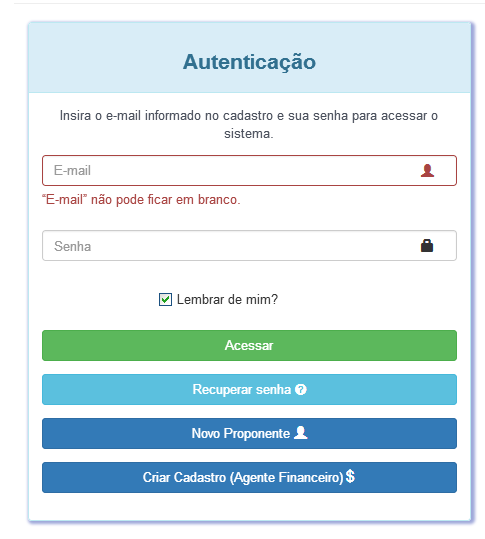 Autenticação
Insira o e-mail informado no cadastro e sua senha para acessar o
sistema.
E-mail
“E-mail” não pode ficar em branco.
Senha
Lembrar de mim?
Acessar
Recuperar senha
Novo Proponente
Criar Cadastro (Agente Financeiro) $